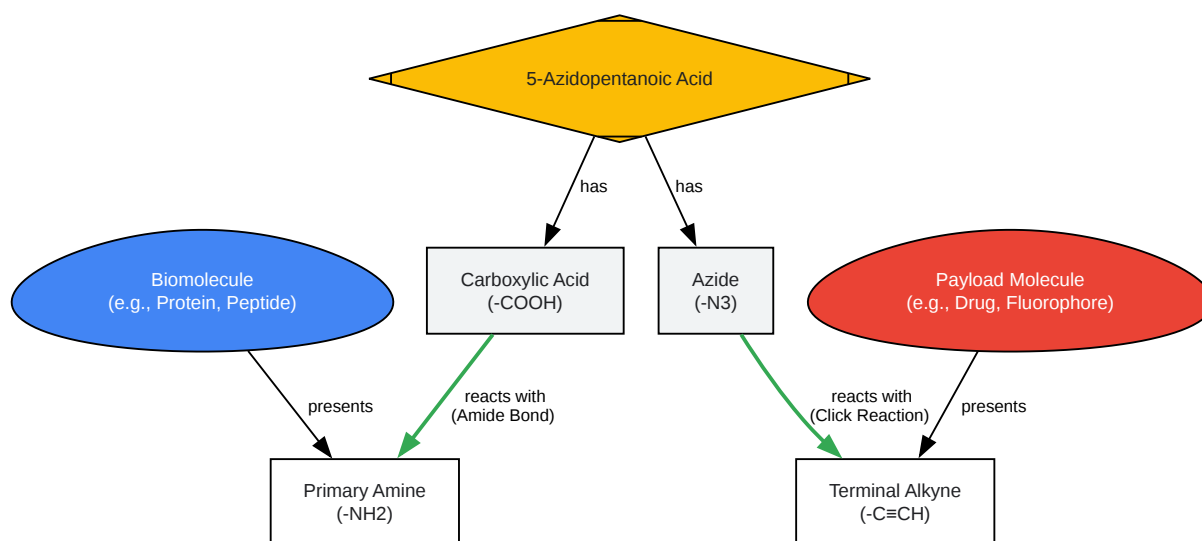 5-Azidopentanoic Acid
has
has
Biomolecule
(e.g., Protein, Peptide)
Carboxylic Acid
(-COOH)
Azide
(-N3)
Payload Molecule
(e.g., Drug, Fluorophore)
presents
reacts with
(Amide Bond)
reacts with
(Click Reaction)
presents
Primary Amine
(-NH2)
Terminal Alkyne
(-C≡CH)